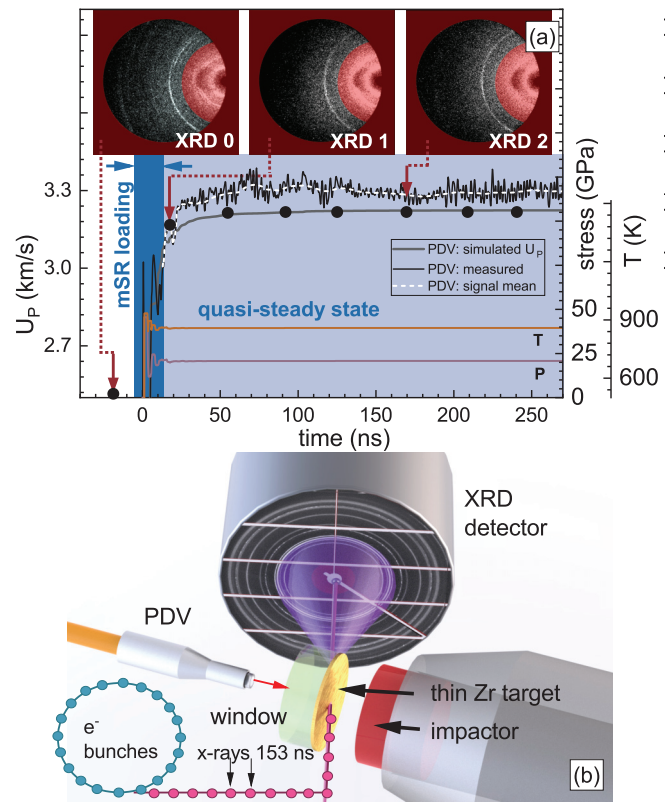 (a)
XRD 0
XRD 1
XRD 2
mSR loading
3.3
3.0
2.7
U_P (km/s)
PDV: simulated U_P
PDV: measured
PDV: signal mean
quasi-steady state
T
P
50
25
0
stress (GPa)
900
600
T (K)
0
50
100
150
200
250
time (ns)
XRD
detector
PDV
thin Zr target
window
impactor
e-
bunches
x-rays 153 ns
(b)